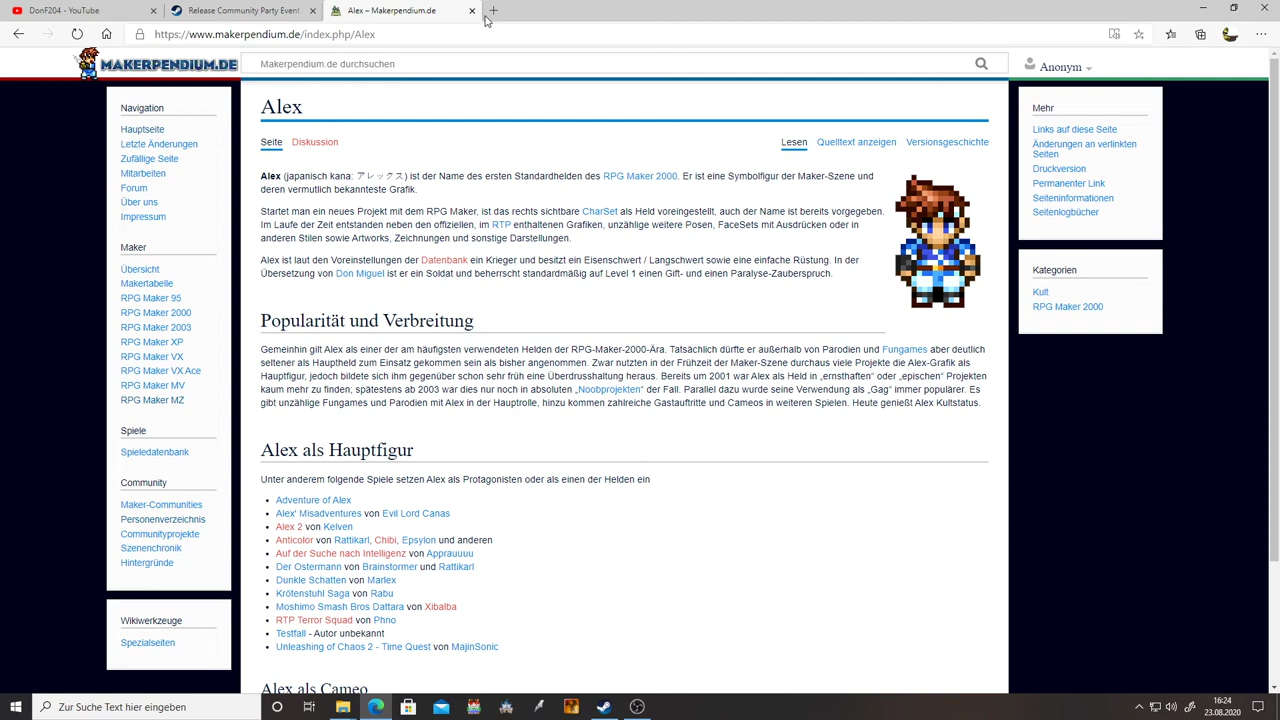 DonF204 - YouTube
Release Community Party Event
Alex – Makerpendium.de
https://www.makerpendium.de/index.php/Alex
MAKERPENDIUM.DE
Makerpendium.de durchsuchen
Anonym
Navigation
Hauptseite
Letzte Änderungen
Zufällige Seite
Mitarbeiten
Forum
Über uns
Impressum
Maker
Übersicht
Makertabelle
RPG Maker 95
RPG Maker 2000
RPG Maker 2003
RPG Maker XP
RPG Maker VX
RPG Maker VX Ace
RPG Maker MV
RPG Maker MZ
Spiele
Spieledatenbank
Community
Maker-Communities
Personenverzeichnis
Communityprojekte
Szenenchronik
Hintergründe
Wikiwerkzeuge
Spezialseiten
Alex
Seite Diskussion
Lesen Quelltext anzeigen Versionsgeschichte
Alex (japanisch kana: アレックス) ist der Name des ersten Standardhelden des RPG Maker 2000. Er ist eine Symbolfigur der Maker-Szene und
deren vermutlich bekannteste Grafik.
Startet man ein neues Projekt mit dem RPG Maker, ist das rechts sichtbare CharSet als Held voreingestellt, auch der Name ist bereits vorgegeben.
Im Laufe der Zeit entstanden neben den offiziellen, im RTP enthaltenen Grafiken, unzählige weitere Posen, FaceSets mit Ausdrücken oder in
anderen Stilen sowie Artworks, Zeichnungen und sonstige Darstellungen.
Alex ist laut den Voreinstellungen der Datenbank ein Krieger und besitzt ein Eisenschwert / Langschwert sowie eine einfache Rüstung. In der
Übersetzung von Don Miguel ist er ein Soldat und beherrscht standardmäßig auf Level 1 einen Gift- und einen Paralyse-Zauberspruch.
Popularität und Verbreitung
Gemeinhin gilt Alex als einer der am häufigsten verwendeten Helden der RPG-Maker-2000-Ära. Tatsächlich dürfte er außerhalb von Parodien und Fungames aber deutlich
seltener als Hauptheld zum Einsatz gekommen sein als bisher angenommen. Zwar nutzten in der Frühzeit der Maker-Szene durchaus viele Projekte die Alex-Grafik als
Hauptfigur, jedoch bildete sich ihm gegenüber schon sehr früh eine Überdrusshaltung heraus. Bereits um 2001 war Alex als Held in „ernsthaften“ oder „epischen“ Projekten
kaum mehr zu finden; spätestens ab 2003 war dies nur noch in absoluten „Noobprojekten“ der Fall. Parallel dazu wurde seine Verwendung als „Gag“ immer populärer. Es
gibt unzählige Fungames und Parodien mit Alex in der Hauptrolle, hinzu kommen zahlreiche Gastauftritte und Cameos in weiteren Spielen. Heute genießt Alex Kultstatus.
Alex als Hauptfigur
Unter anderem folgende Spiele setzen Alex als Protagonisten oder als einen der Helden ein
Adventure of Alex
Alex' Misadventures von Evil Lord Canas
Alex 2 von Kelven
Anticolor von Rattikarl, Chibi, Epsylon und anderen
Auf der Suche nach Intelligenz von Apprauuuu
Der Ostermann von Brainstormer und Rattikarl
Dunkle Schatten von Marlex
Krötenstuhl Saga von Rabu
Moshimo Smash Bros Dattara von Xibalba
RTP Terror Squad von Phno
Testfall - Autor unbekannt
Unleashing of Chaos 2 - Time Quest von MajinSonic
Alex als Cameo
Mehr
Links auf diese Seite
Änderungen an verlinkten
Seiten
Druckversion
Permanenter Link
Seiteninformationen
Seitenlogbücher
Kategorien
Kult
RPG Maker 2000
Zur Suche Text hier eingeben
16:24
23.08.2020